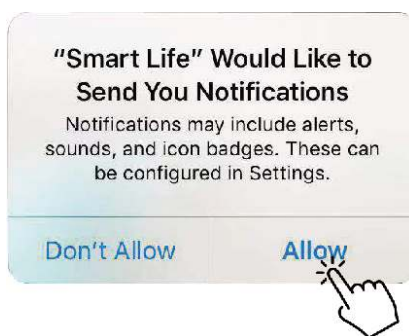 “Smart Life” Would Like to
Send You Notifications
Notifications may include alerts,
sounds, and icon badges. These can
be configured in Settings.
Don't Allow
Allow